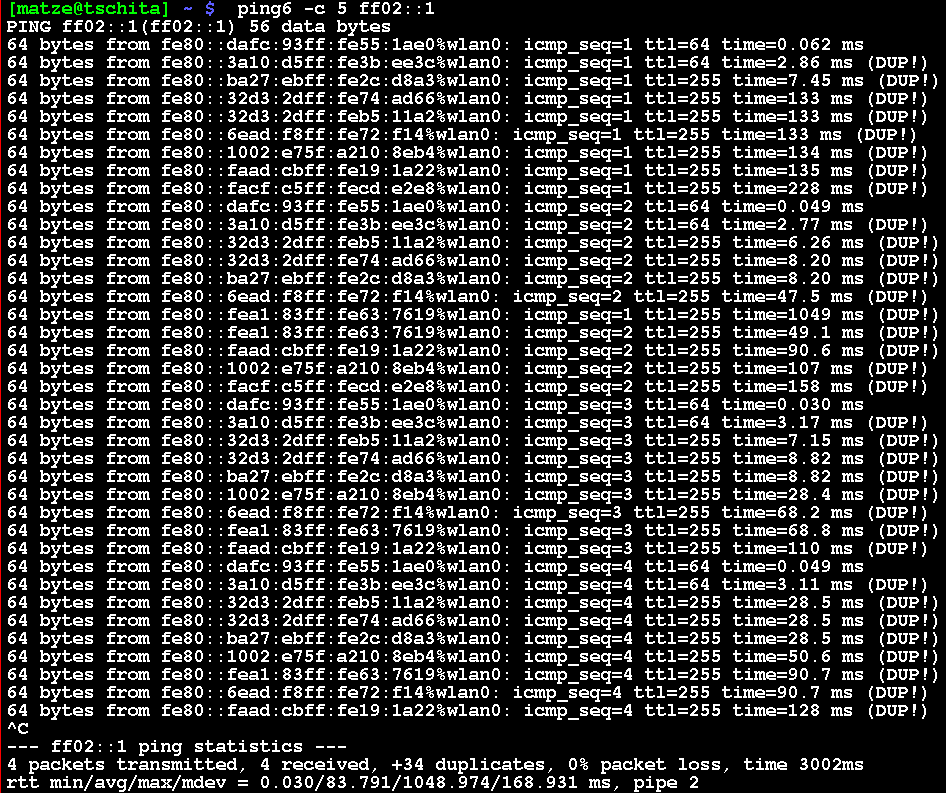 [matze@tschita] ~ $  ping6 -c 5 ff02::1
PING ff02::1(ff02::1) 56 data bytes
64 bytes from fe80::dafc:93ff:fe55:1ae0%wlan0: icmp_seq=1 ttl=64 time=0.062 ms
64 bytes from fe80::3a10:d5ff:fe3b:ee3c%wlan0: icmp_seq=1 ttl=64 time=2.86 ms (DUP!)
64 bytes from fe80::ba27:ebff:fe2c:d8a3%wlan0: icmp_seq=1 ttl=255 time=7.45 ms (DUP!)
64 bytes from fe80::32d3:2dff:fe74:ad66%wlan0: icmp_seq=1 ttl=255 time=133 ms (DUP!)
64 bytes from fe80::32d3:2dff:feb5:11a2%wlan0: icmp_seq=1 ttl=255 time=133 ms (DUP!)
64 bytes from fe80::6ead:f8ff:fe72:f14%wlan0: icmp_seq=1 ttl=255 time=133 ms (DUP!)
64 bytes from fe80::1002:e75f:a210:8eb4%wlan0: icmp_seq=1 ttl=255 time=134 ms (DUP!)
64 bytes from fe80::faad:cbff:fe19:1a22%wlan0: icmp_seq=1 ttl=255 time=135 ms (DUP!)
64 bytes from fe80::facf:c5ff:fecd:e2e8%wlan0: icmp_seq=1 ttl=255 time=228 ms (DUP!)
64 bytes from fe80::dafc:93ff:fe55:1ae0%wlan0: icmp_seq=2 ttl=64 time=0.049 ms
64 bytes from fe80::3a10:d5ff:fe3b:ee3c%wlan0: icmp_seq=2 ttl=64 time=2.77 ms (DUP!)
64 bytes from fe80::32d3:2dff:feb5:11a2%wlan0: icmp_seq=2 ttl=255 time=6.26 ms (DUP!)
64 bytes from fe80::32d3:2dff:fe74:ad66%wlan0: icmp_seq=2 ttl=255 time=8.20 ms (DUP!)
64 bytes from fe80::ba27:ebff:fe2c:d8a3%wlan0: icmp_seq=2 ttl=255 time=8.20 ms (DUP!)
64 bytes from fe80::6ead:f8ff:fe72:f14%wlan0: icmp_seq=2 ttl=255 time=47.5 ms (DUP!)
64 bytes from fe80::fea1:83ff:fe63:7619%wlan0: icmp_seq=1 ttl=255 time=1049 ms (DUP!)
64 bytes from fe80::fea1:83ff:fe63:7619%wlan0: icmp_seq=2 ttl=255 time=49.1 ms (DUP!)
64 bytes from fe80::faad:cbff:fe19:1a22%wlan0: icmp_seq=2 ttl=255 time=90.6 ms (DUP!)
64 bytes from fe80::1002:e75f:a210:8eb4%wlan0: icmp_seq=2 ttl=255 time=107 ms (DUP!)
64 bytes from fe80::facf:c5ff:fecd:e2e8%wlan0: icmp_seq=2 ttl=255 time=158 ms (DUP!)
64 bytes from fe80::dafc:93ff:fe55:1ae0%wlan0: icmp_seq=3 ttl=64 time=0.030 ms
64 bytes from fe80::3a10:d5ff:fe3b:ee3c%wlan0: icmp_seq=3 ttl=64 time=3.17 ms (DUP!)
64 bytes from fe80::32d3:2dff:feb5:11a2%wlan0: icmp_seq=3 ttl=255 time=7.15 ms (DUP!)
64 bytes from fe80::32d3:2dff:fe74:ad66%wlan0: icmp_seq=3 ttl=255 time=8.82 ms (DUP!)
64 bytes from fe80::ba27:ebff:fe2c:d8a3%wlan0: icmp_seq=3 ttl=255 time=8.82 ms (DUP!)
64 bytes from fe80::1002:e75f:a210:8eb4%wlan0: icmp_seq=3 ttl=255 time=28.4 ms (DUP!)
64 bytes from fe80::6ead:f8ff:fe72:f14%wlan0: icmp_seq=3 ttl=255 time=68.2 ms (DUP!)
64 bytes from fe80::fea1:83ff:fe63:7619%wlan0: icmp_seq=3 ttl=255 time=68.8 ms (DUP!)
64 bytes from fe80::faad:cbff:fe19:1a22%wlan0: icmp_seq=3 ttl=255 time=110 ms (DUP!)
64 bytes from fe80::dafc:93ff:fe55:1ae0%wlan0: icmp_seq=4 ttl=64 time=0.049 ms
64 bytes from fe80::3a10:d5ff:fe3b:ee3c%wlan0: icmp_seq=4 ttl=64 time=3.11 ms (DUP!)
64 bytes from fe80::32d3:2dff:feb5:11a2%wlan0: icmp_seq=4 ttl=255 time=28.5 ms (DUP!)
64 bytes from fe80::32d3:2dff:fe74:ad66%wlan0: icmp_seq=4 ttl=255 time=28.5 ms (DUP!)
64 bytes from fe80::ba27:ebff:fe2c:d8a3%wlan0: icmp_seq=4 ttl=255 time=28.5 ms (DUP!)
64 bytes from fe80::1002:e75f:a210:8eb4%wlan0: icmp_seq=4 ttl=255 time=50.6 ms (DUP!)
64 bytes from fe80::fea1:83ff:fe63:7619%wlan0: icmp_seq=4 ttl=255 time=90.7 ms (DUP!)
64 bytes from fe80::6ead:f8ff:fe72:f14%wlan0: icmp_seq=4 ttl=255 time=90.7 ms (DUP!)
64 bytes from fe80::faad:cbff:fe19:1a22%wlan0: icmp_seq=4 ttl=255 time=128 ms (DUP!)
^C
--- ff02::1 ping statistics ---
4 packets transmitted, 4 received, +34 duplicates, 0% packet loss, time 3002ms
rtt min/avg/max/mdev = 0.030/83.791/1048.974/168.931 ms, pipe 2